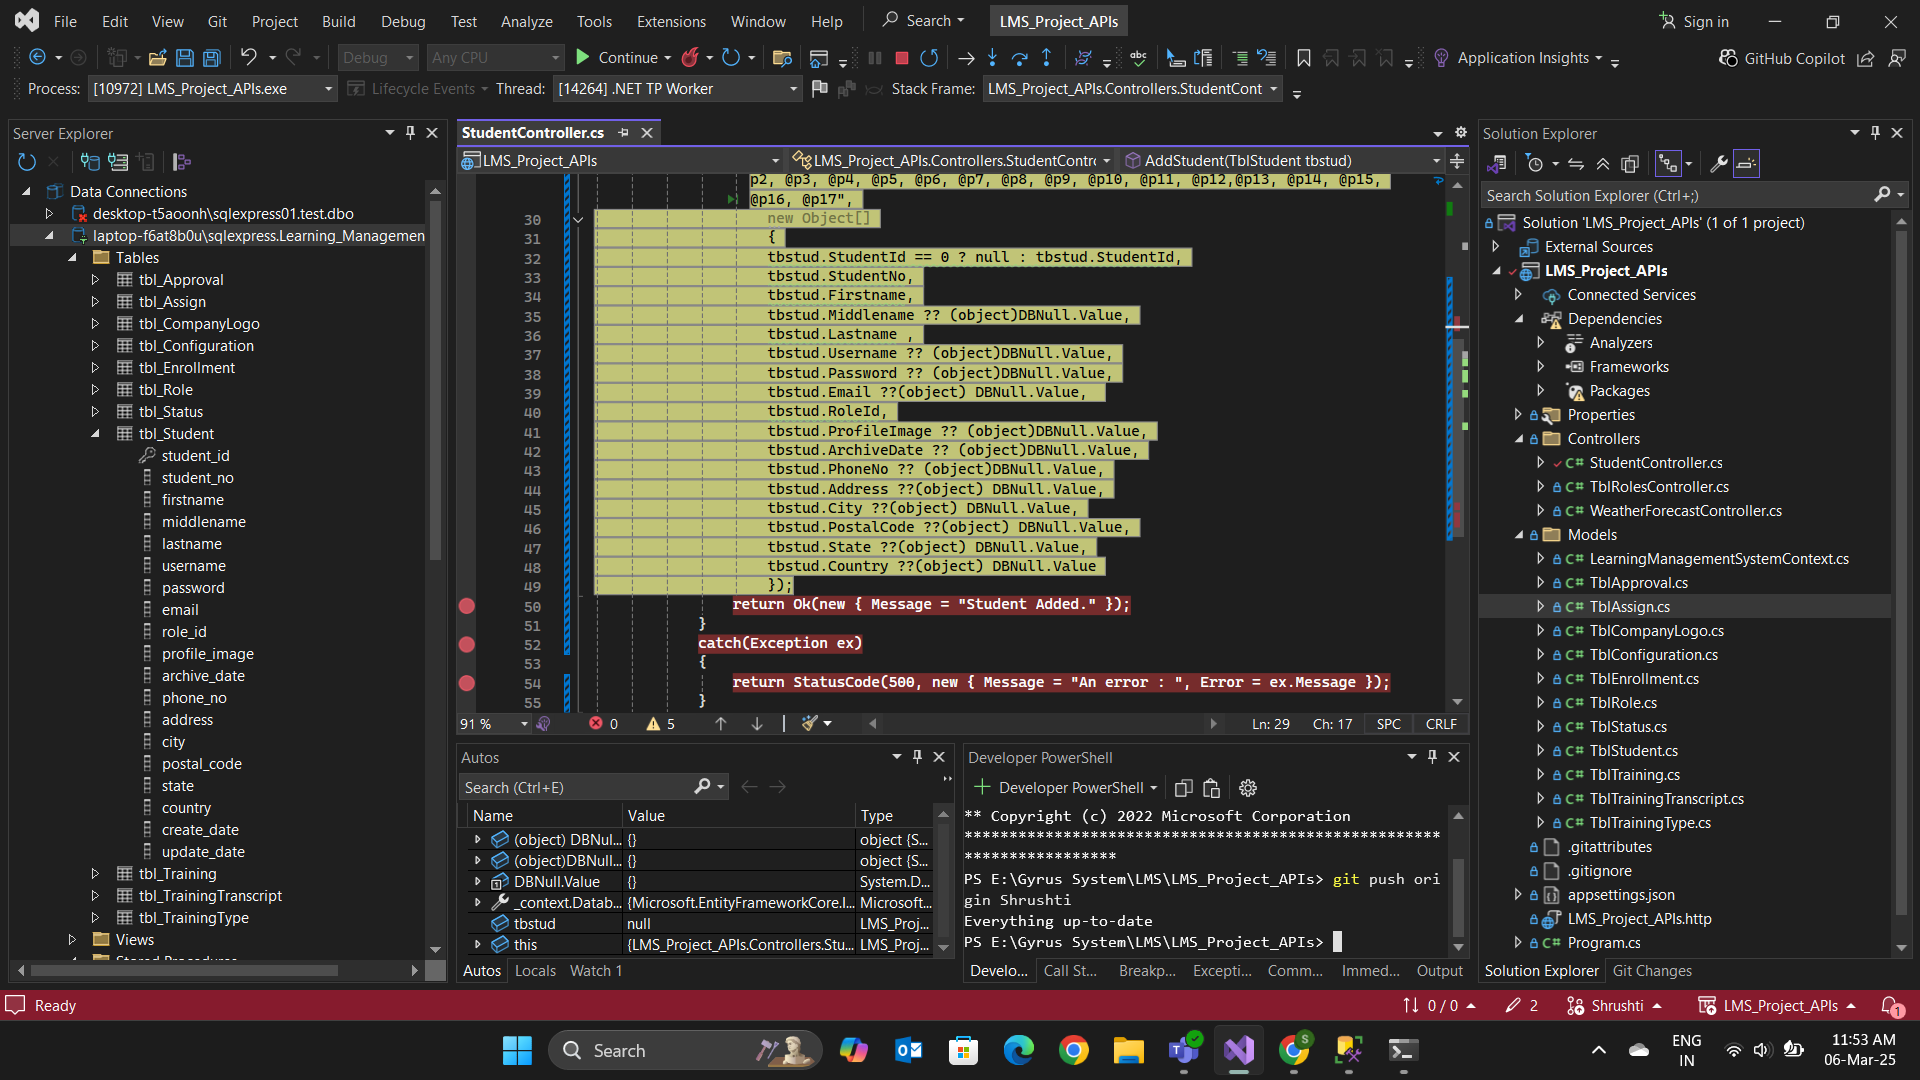 File Edit View Git Project Build Debug Test Analyze Tools Extensions Window Help Search LMS_Project_APIs Sign in
Debug Any CPU Continue Application Insights GitHub Copilot
Process: [10972] LMS_Project_APIs.exe Lifecycle Events Thread: [14264] .NET TP Worker Stack Frame: LMS_Project_APIs.Controllers.StudentCont
Server Explorer
Data Connections
desktop-t5aoonh\sqlexpress01.test.dbo
laptop-f6at8b0u\sqlexpress.Learning_Managemen
Tables
tbl_Approval
tbl_Assign
tbl_CompanyLogo
tbl_Configuration
tbl_Enrollment
tbl_Role
tbl_Status
tbl_Student
student_id
student_no
firstname
middlename
lastname
username
password
email
role_id
profile_image
archive_date
phone_no
address
city
postal_code
state
country
create_date
update_date
tbl_Training
tbl_TrainingTranscript
tbl_TrainingType
Views
StudentController.cs
LMS_Project_APIs LMS_Project_APIs.Controllers.StudentContr AddStudent(TblStudent tbstud)
p2, @p3, @p4, @p5, @p6, @p7, @p8, @p9, @p10, @p11, @p12,@p13, @p14, @p15,
@p16, @p17",
30 new Object[]
31 {
32 tbstud.StudentId == 0 ? null : tbstud.StudentId,
33 tbstud.StudentNo,
34 tbstud.Firstname,
35 tbstud.Middlename ?? (object)DBNull.Value,
36 tbstud.Lastname ,
37 tbstud.Username ?? (object)DBNull.Value,
38 tbstud.Password ?? (object)DBNull.Value,
39 tbstud.Email ??(object) DBNull.Value,
40 tbstud.RoleId,
41 tbstud.ProfileImage ?? (object)DBNull.Value,
42 tbstud.ArchiveDate ?? (object)DBNull.Value,
43 tbstud.PhoneNo ?? (object)DBNull.Value,
44 tbstud.Address ??(object) DBNull.Value,
45 tbstud.City ??(object) DBNull.Value,
46 tbstud.PostalCode ??(object) DBNull.Value,
47 tbstud.State ??(object) DBNull.Value,
48 tbstud.Country ??(object) DBNull.Value
49 });
50 return Ok(new { Message = "Student Added." });
51 }
52 catch(Exception ex)
53 {
54 return StatusCode(500, new { Message = "An error : ", Error = ex.Message });
55 }
91 % 0 5 Ln: 29 Ch: 17 SPC CRLF
Autos
Search (Ctrl+E)
Name Value Type
(object) DBNul... {} object {S...
(object)DBNull... {} object {S...
DBNull.Value {} System.D...
_context.Datab... {Microsoft.EntityFrameworkCore.I... Microsoft...
tbstud null LMS_Proj...
this {LMS_Project_APIs.Controllers.Stu... LMS_Proj...
Autos Locals Watch 1
Developer PowerShell
Developer PowerShell
** Copyright (c) 2022 Microsoft Corporation
*****************************************************
*****************
PS E:\Gyrus System\LMS\LMS_Project_APIs> git push ori
gin Shrushti
Everything up-to-date
PS E:\Gyrus System\LMS\LMS_Project_APIs>
Develo... Call St... Breakp... Excepti... Comm... Immed... Output
Solution Explorer
Search Solution Explorer (Ctrl+;)
Solution 'LMS_Project_APIs' (1 of 1 project)
External Sources
LMS_Project_APIs
Connected Services
Dependencies
Analyzers
Frameworks
Packages
Properties
Controllers
C# StudentController.cs
C# TblRolesController.cs
C# WeatherForecastController.cs
Models
C# LearningManagementSystemContext.cs
C# TblApproval.cs
C# TblAssign.cs
C# TblCompanyLogo.cs
C# TblConfiguration.cs
C# TblEnrollment.cs
C# TblRole.cs
C# TblStatus.cs
C# TblStudent.cs
C# TblTraining.cs
C# TblTrainingTranscript.cs
C# TblTrainingType.cs
.gitattributes
.gitignore
appsettings.json
LMS_Project_APIs.http
C# Program.cs
Solution Explorer Git Changes
Ready 0 / 0 2 Shrushti LMS_Project_APIs 1
Search ENG IN 11:53 AM
06-Mar-25